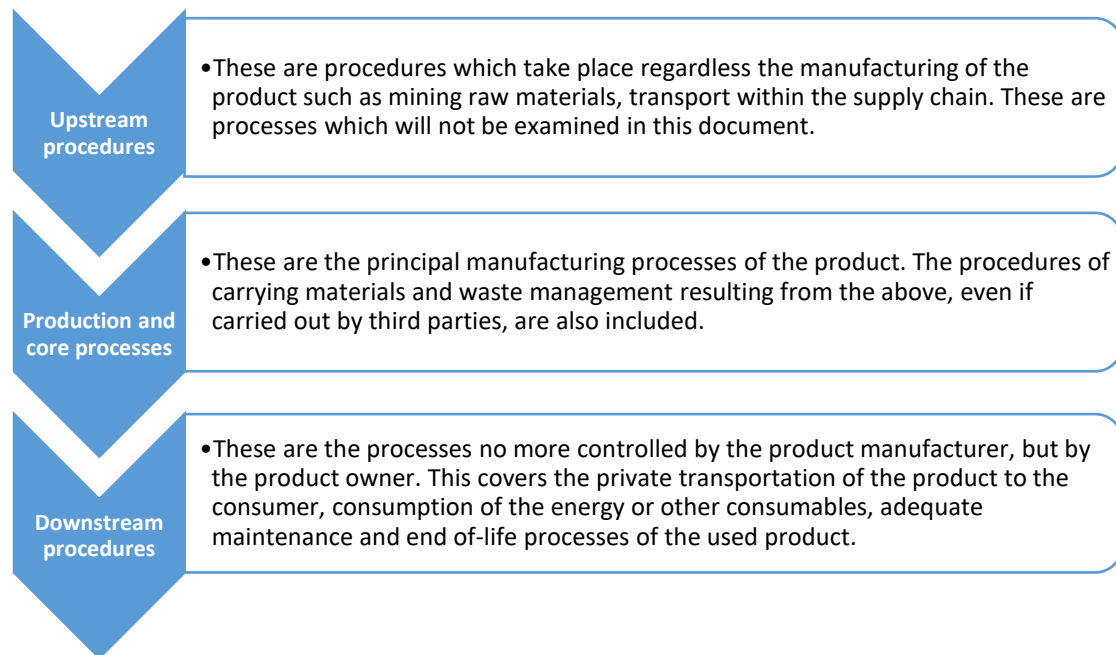 Upstream
procedures
•These are procedures which take place regardless the manufacturing of the
product such as mining raw materials, transport within the supply chain. These are
processes which will not be examined in this document.
Production and
core processes
•These are the principal manufacturing processes of the product. The procedures of
carrying materials and waste management resulting from the above, even if
carried out by third parties, are also included.
Downstream
procedures
•These are the processes no more controlled by the product manufacturer, but by
the product owner. This covers the private transportation of the product to the
consumer, consumption of the energy or other consumables, adequate
maintenance and end of-life processes of the used product.